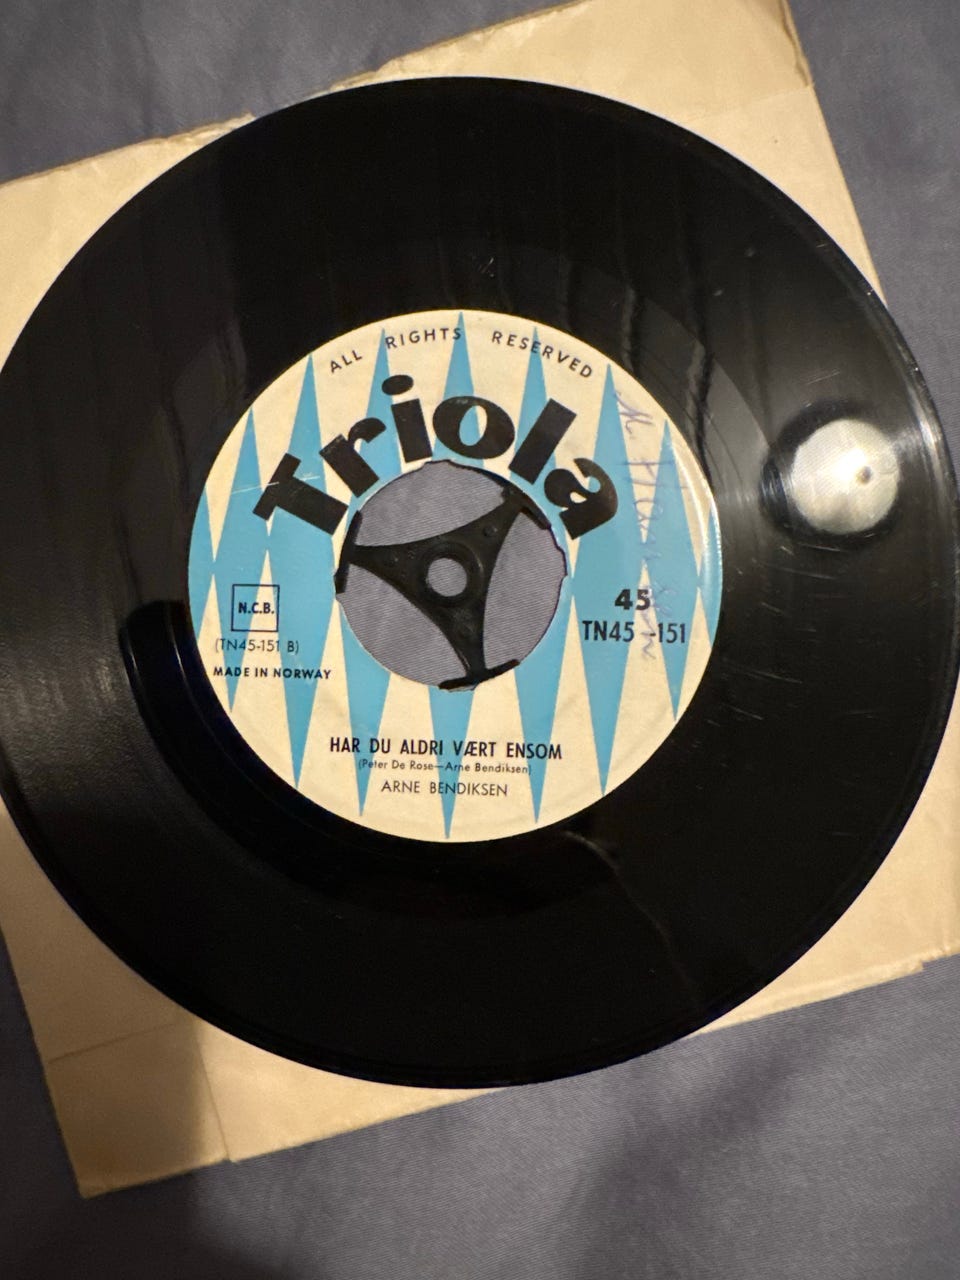 ALL RIGHTS RESERVED
Triola
N.C.B.
(TN45-151 B)
MADE IN NORWAY
45
TN45-151
HAR DU ALDRI VÆRT ENSOM
(Peter De Rose—Arne Bendiksen)
ARNE BENDIKSEN